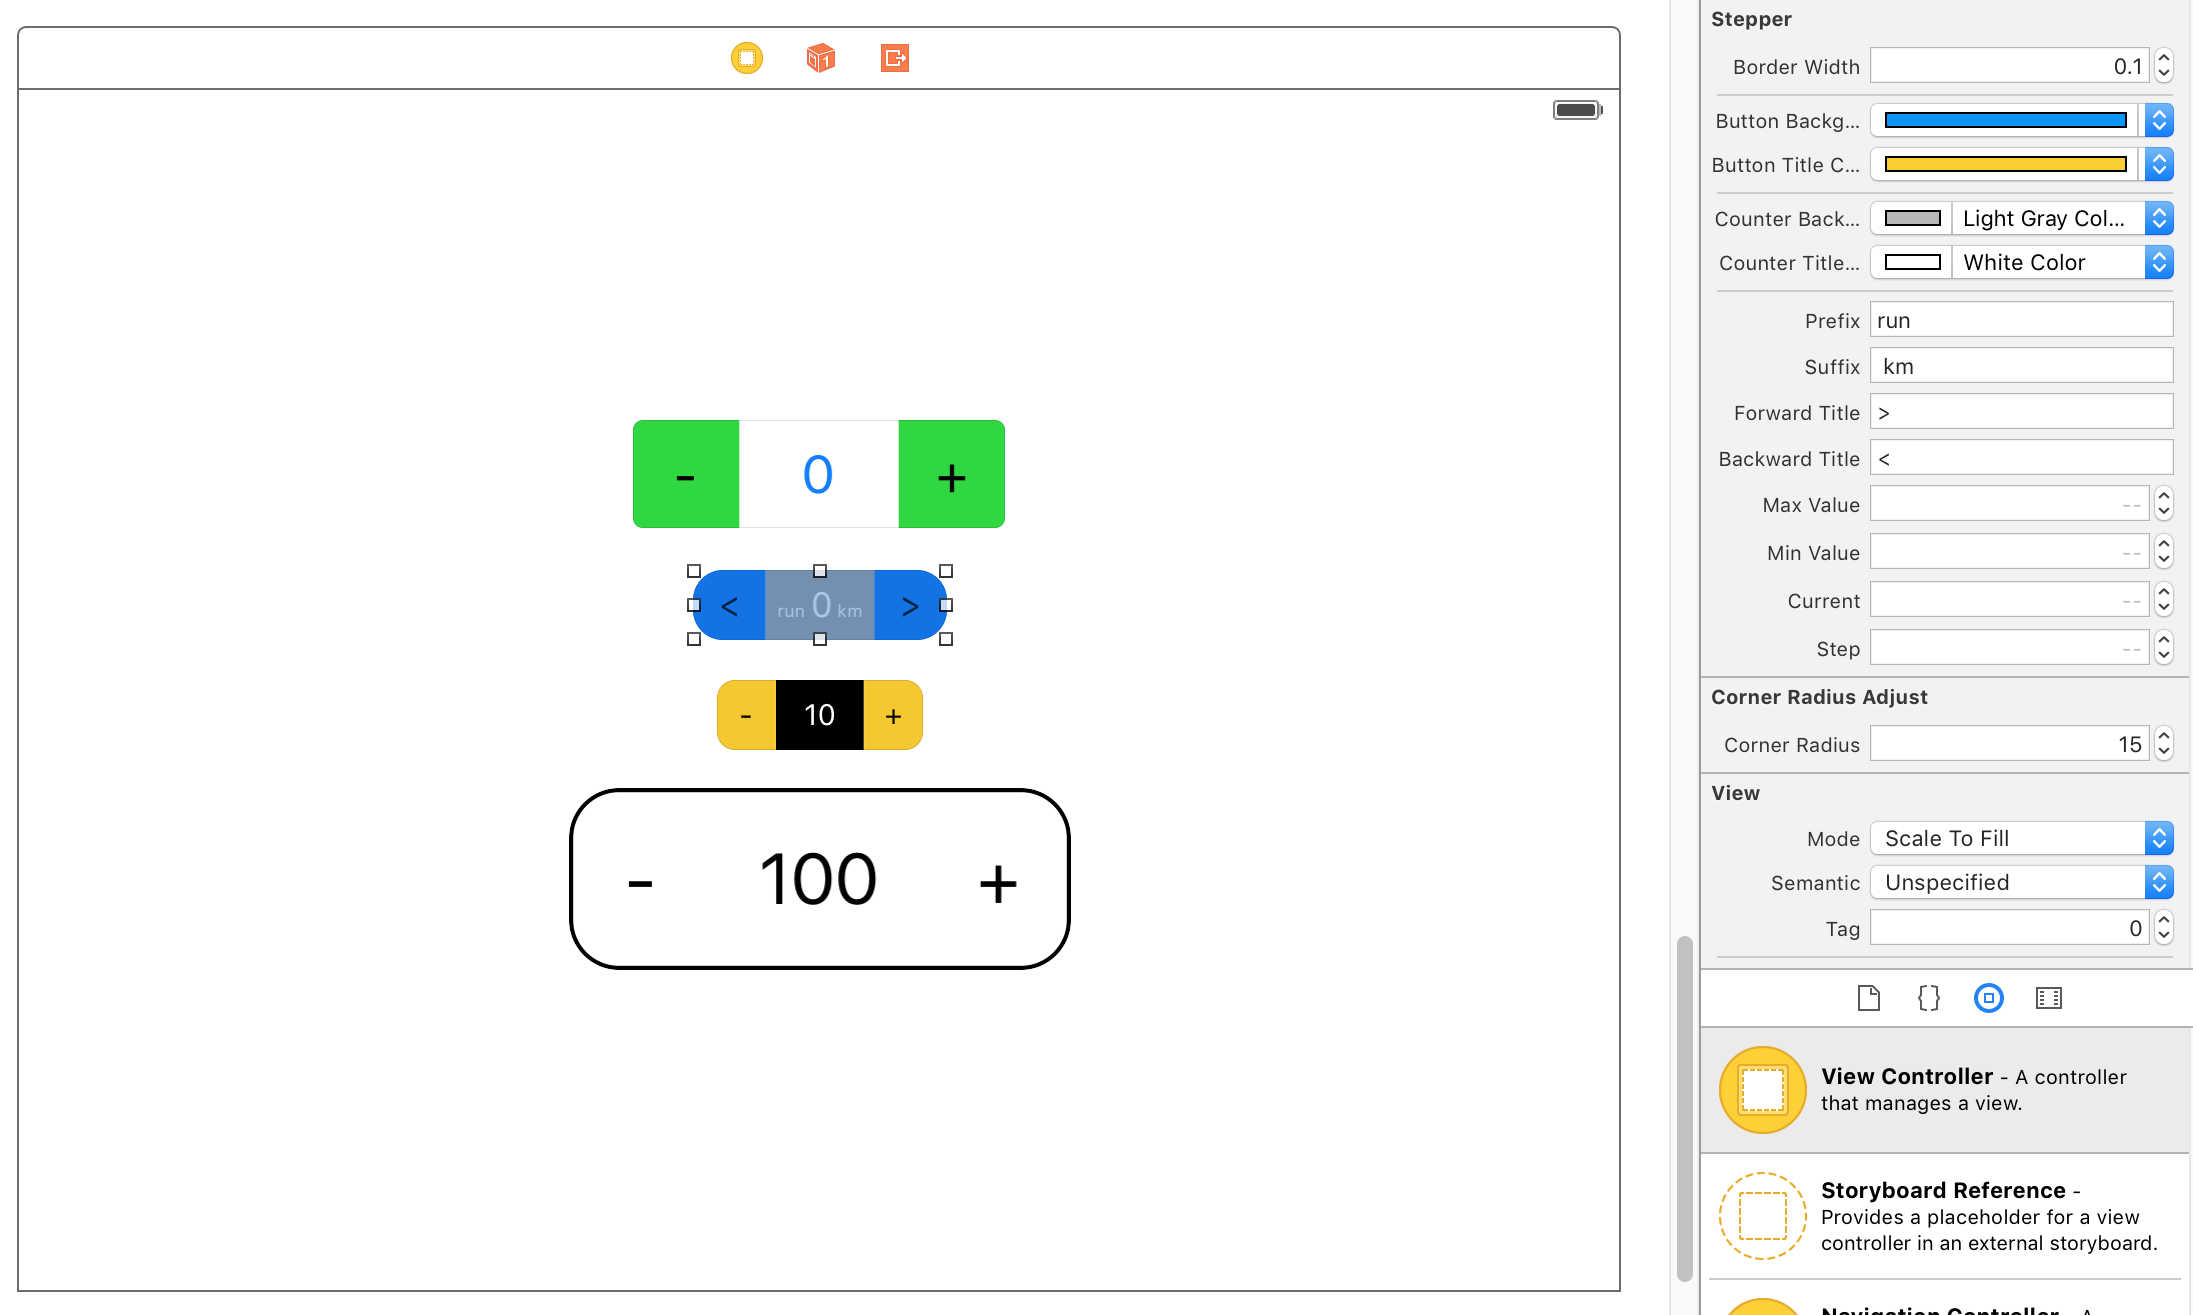 - 0 +
< run 0 km >
- 10 +
- 100 +
Stepper
Border Width 0.1
Button Backg...
Button Title C...
Counter Back... Light Gray Col...
Counter Title... White Color
Prefix run
Suffix km
Forward Title >
Backward Title <
Max Value --
Min Value --
Current --
Step --
Corner Radius Adjust
Corner Radius 15
View
Mode Scale To Fill
Semantic Unspecified
Tag 0
{ }
View Controller - A controller
that manages a view.
Storyboard Reference -
Provides a placeholder for a view
controller in an external storyboard.
Navigation Controller - A